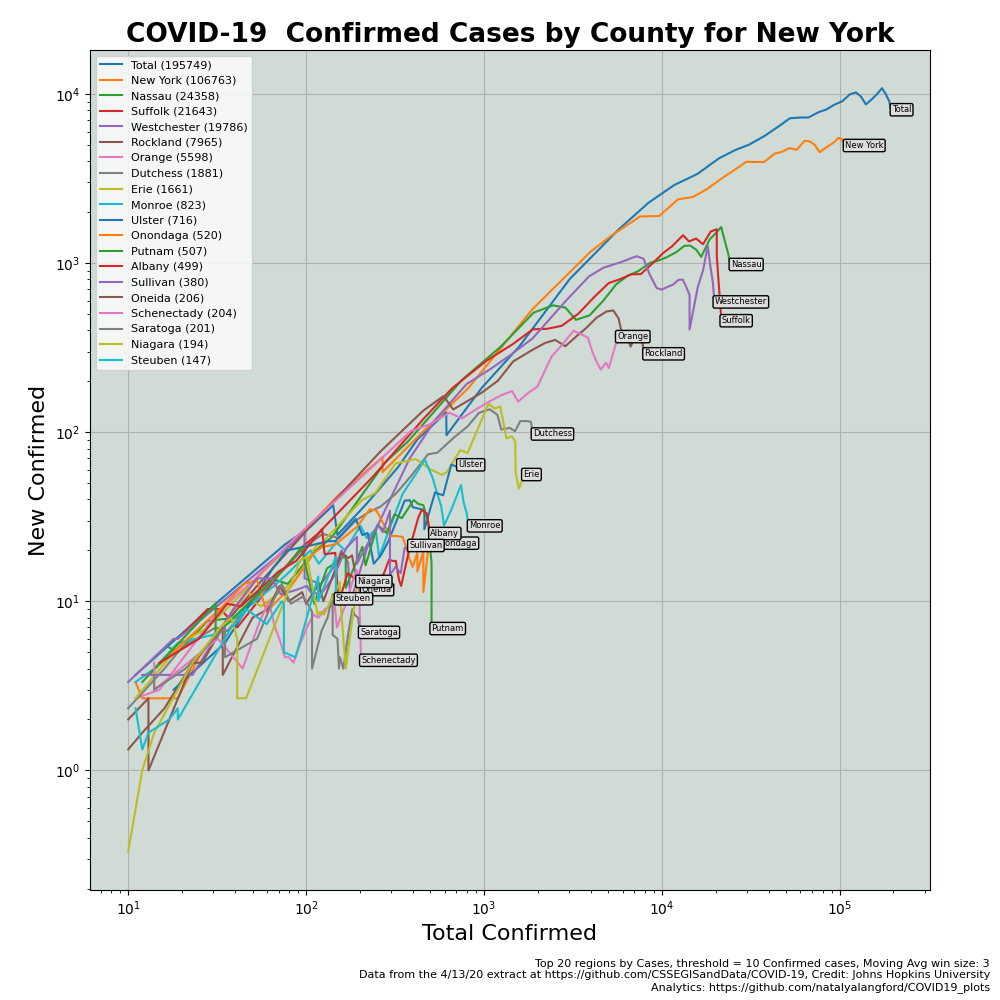 COVID-19  Confirmed Cases by County for New York
Total (195749)
New York (106763)
Nassau (24358)
Suffolk (21643)
Westchester (19786)
Rockland (7965)
Orange (5598)
Dutchess (1881)
Erie (1661)
Monroe (823)
Ulster (716)
Onondaga (520)
Putnam (507)
Albany (499)
Sullivan (380)
Oneida (206)
Schenectady (204)
Saratoga (201)
Niagara (194)
Steuben (147)
Total
New York
Nassau
Westchester
Suffolk
Orange
Rockland
Dutchess
Ulster
Erie
Monroe
Albany
Sullivan
ondaga
Niagara
Oneida
Steuben
Saratoga
Putnam
Schenectady
New Confirmed
10^4
10^3
10^2
10^1
10^0
10^1
10^2
10^3
10^4
10^5
Total Confirmed
Top 20 regions by Cases, threshold = 10 Confirmed cases, Moving Avg win size: 3
Data from the 4/13/20 extract at https://github.com/CSSEGISandData/COVID-19, Credit: Johns Hopkins University
Analytics: https://github.com/natalyalangford/COVID19_plots